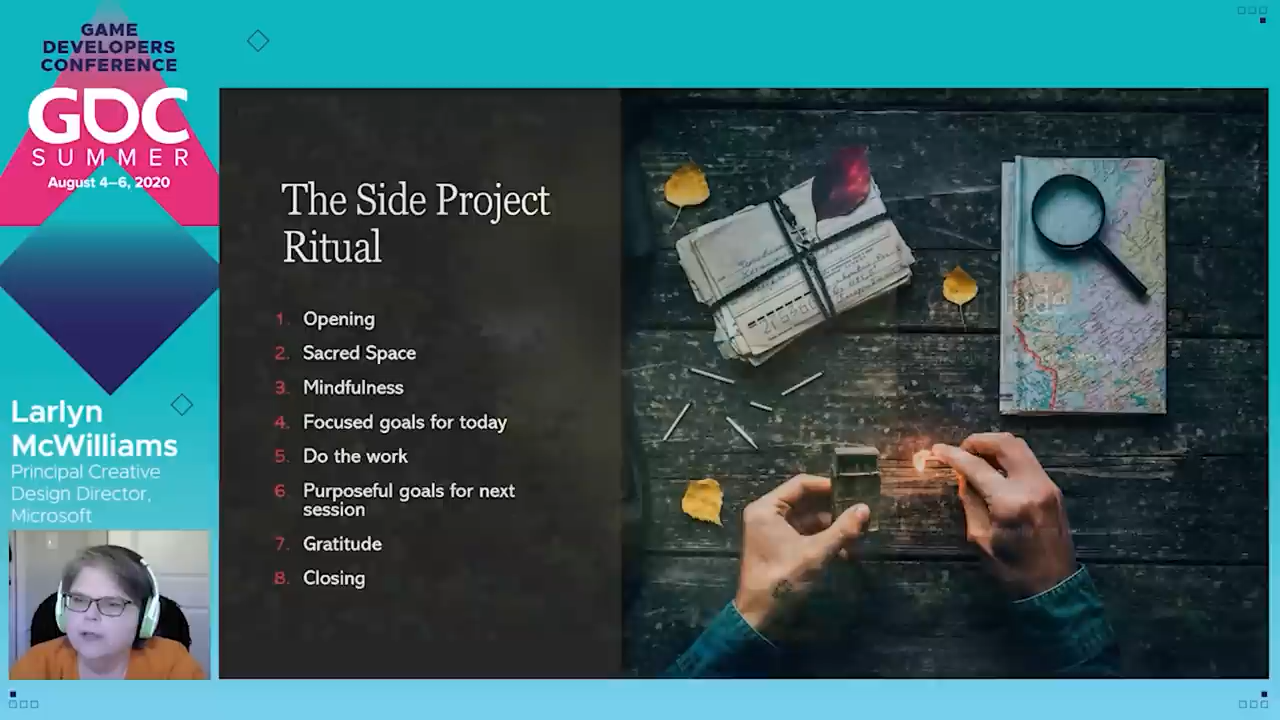 GAME
DEVELOPERS
CONFERENCE
GDC
SUMMER
August 4–6, 2020
Larlyn
McWilliams
Principal Creative
Design Director,
Microsoft
The Side Project
Ritual
1. Opening
2. Sacred Space
3. Mindfulness
4. Focused goals for today
5. Do the work
6. Purposeful goals for next
session
7. Gratitude
8. Closing